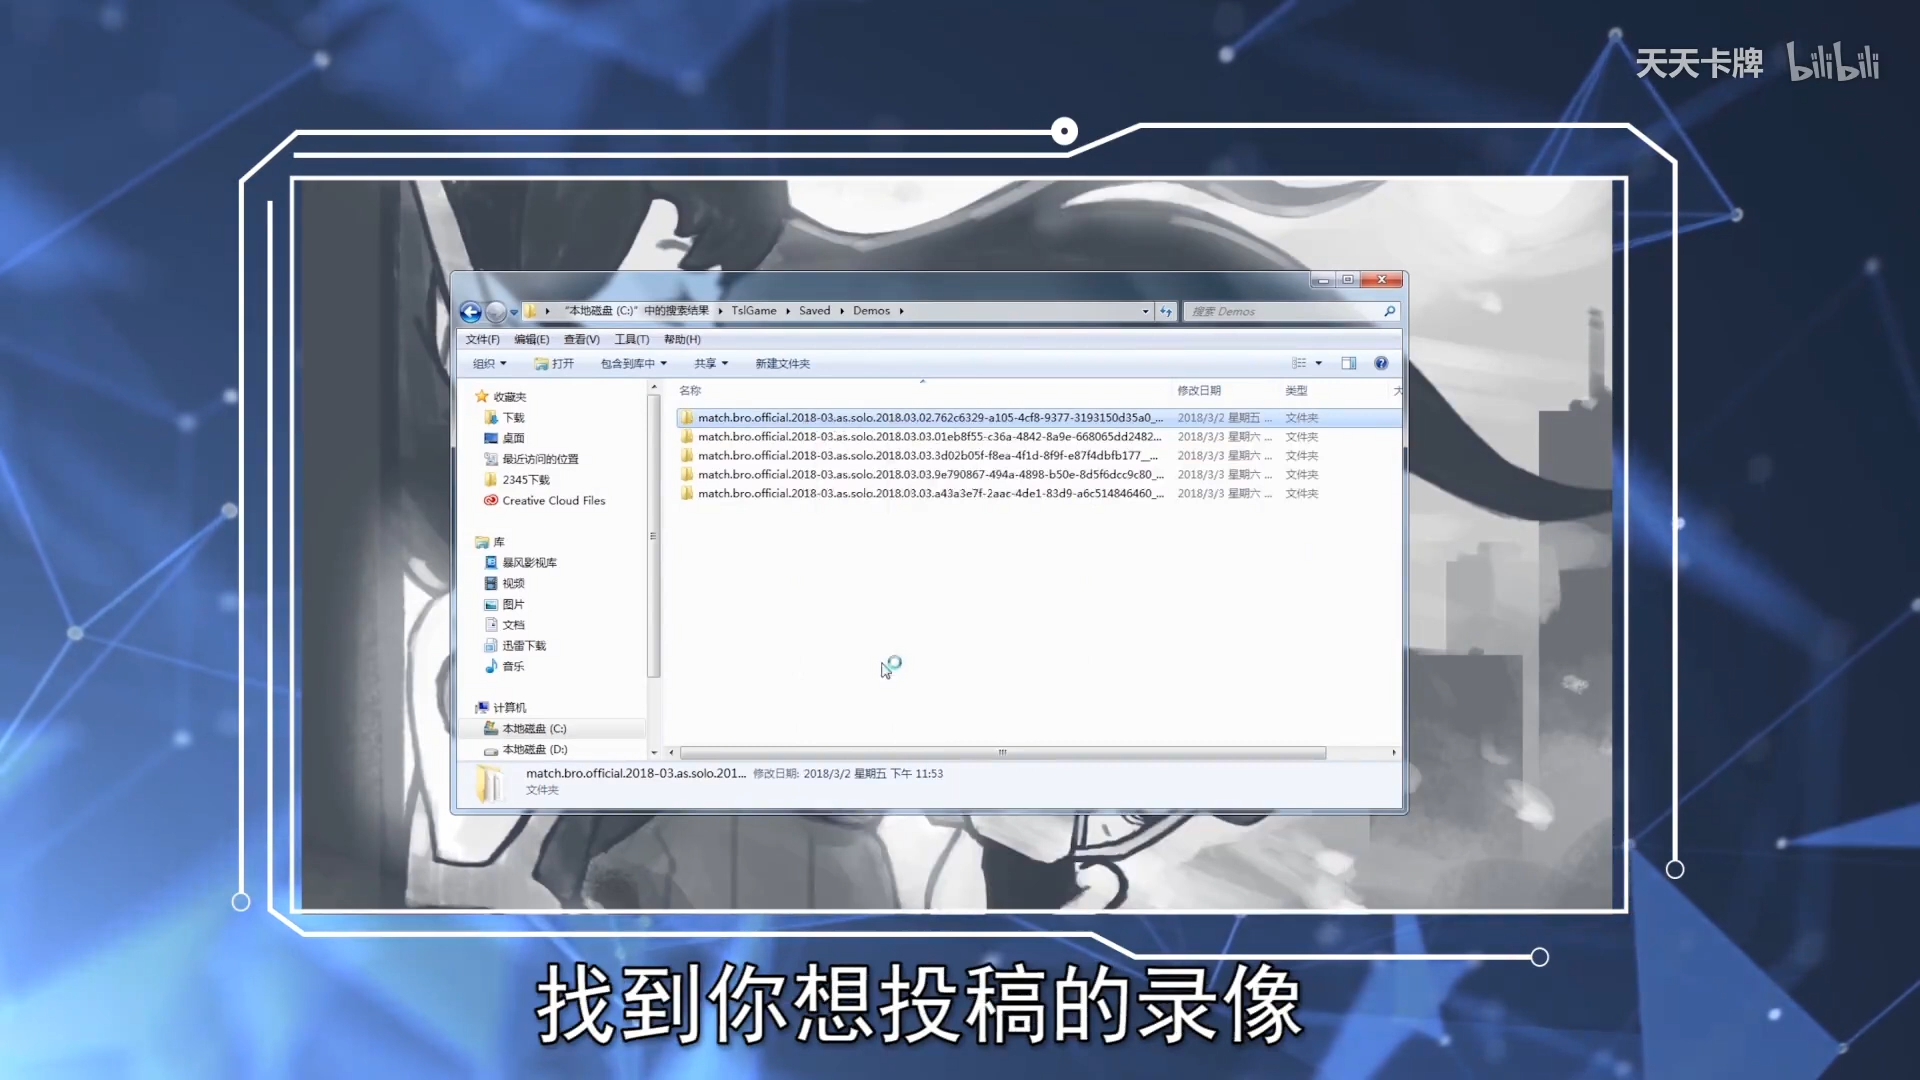 天天卡牌 bilibili
"本地磁盘 (C:)" 中的搜索结果 TslGame Saved Demos
搜索 Demos
文件(F) 编辑(E) 查看(V) 工具(T) 帮助(H)
组织 打开 包含到库中 共享 新建文件夹
名称 修改日期 类型 大
收藏夹
下载
桌面
最近访问的位置
2345下载
Creative Cloud Files
库
暴风影视库
视频
图片
文档
迅雷下载
音乐
计算机
本地磁盘 (C:)
本地磁盘 (D:)
match.bro.official.2018-03.as.solo.2018.03.02.762c6329-a105-4cf8-9377-3193150d35a0_... 2018/3/2 星期五 ... 文件夹
match.bro.official.2018-03.as.solo.2018.03.03.01eb8f55-c36a-4842-8a9e-668065dd2482... 2018/3/3 星期六 ... 文件夹
match.bro.official.2018-03.as.solo.2018.03.03.3d02b05f-f8ea-4f1d-8f9f-e87f4dbfb177__... 2018/3/3 星期六 ... 文件夹
match.bro.official.2018-03.as.solo.2018.03.03.9e790867-494a-4898-b50e-8d5f6dcc9c80_... 2018/3/3 星期六 ... 文件夹
match.bro.official.2018-03.as.solo.2018.03.03.a43a3e7f-2aac-4de1-83d9-a6c514846460_... 2018/3/3 星期六 ... 文件夹
match.bro.official.2018-03.as.solo.201... 修改日期: 2018/3/2 星期五 下午 11:53
文件夹
找到你想投稿的录像